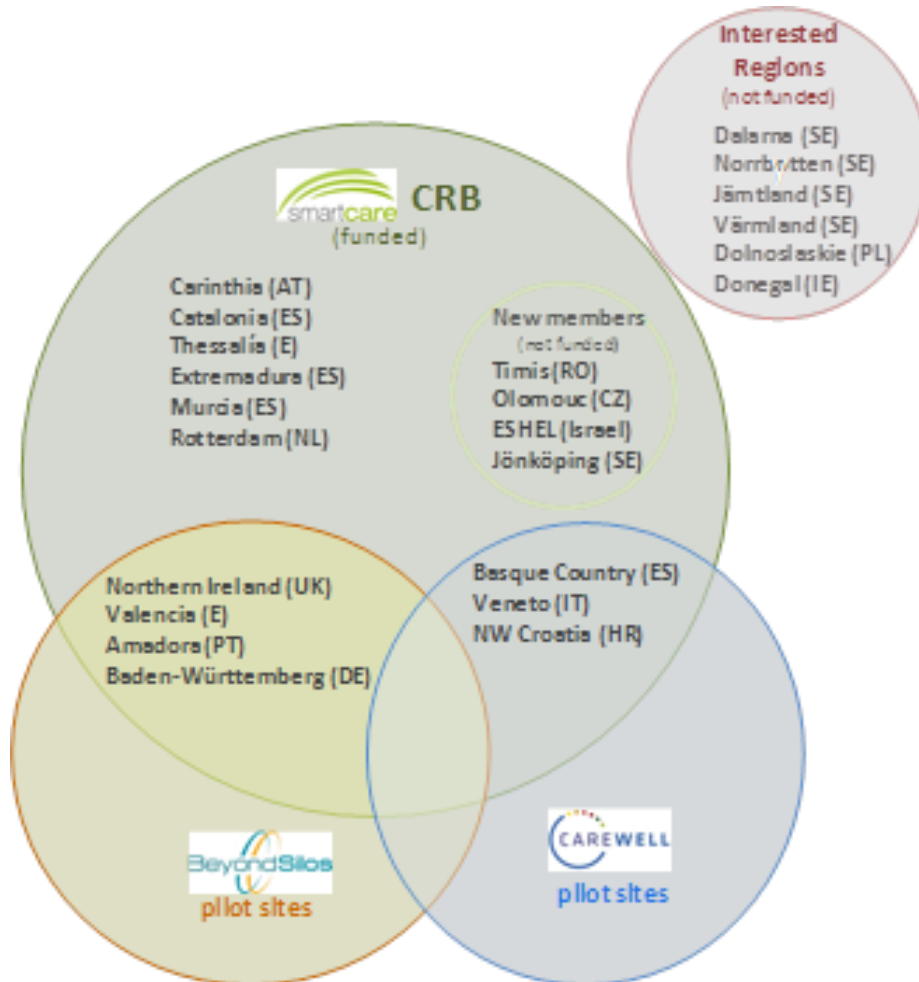 Interested
Regions
(not funded)
Dalarna (SE)
Norrbotten (SE)
Jämtland (SE)
Värmland (SE)
Dolnoslaskie (PL)
Donegal (IE)
smartcare CRB
(funded)
Carinthia (AT)
Catalonia (ES)
Thessalía (E)
Extremadura (ES)
Murcia (ES)
Rotterdam (NL)
New members
(not funded)
Timis (RO)
Olomouc (CZ)
ESHEL (Israel)
Jönköping (SE)
Northern Ireland (UK)
Valencia (E)
Amadora (PT)
Baden-Württemberg (DE)
Basque Country (ES)
Veneto (IT)
NW Croatia (HR)
BeyondSilos
pilot sites
CAREWELL
pilot sites